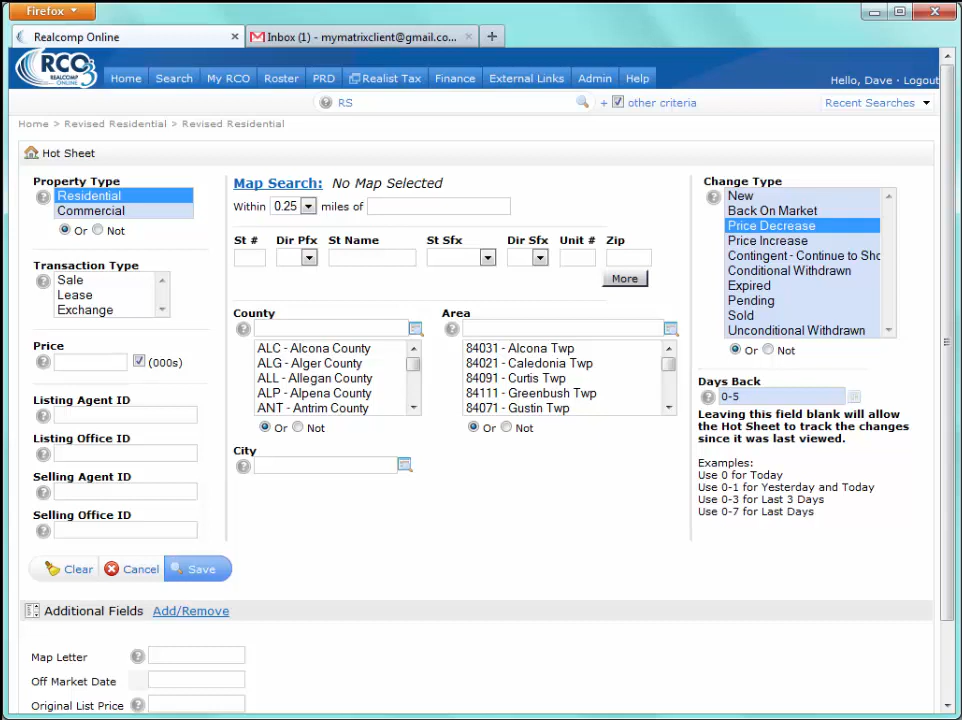 Firefox
Realcomp Online
Inbox (1) - mymatrixclient@gmail.co...
RCO3
REALCOMP
ONLINE
Home
Search
My RCO
Roster
PRD
Realist Tax
Finance
External Links
Admin
Help
Hello, Dave - Logout
RS
+ other criteria
Recent Searches
Home > Revised Residential > Revised Residential
Hot Sheet
Property Type
Residential
Commercial
Or Not
Transaction Type
Sale
Lease
Exchange
Price
(000s)
Listing Agent ID
Listing Office ID
Selling Agent ID
Selling Office ID
Map Search: No Map Selected
Within 0.25 miles of
St # Dir Pfx St Name St Sfx Dir Sfx Unit # Zip
More
County
ALC - Alcona County
ALG - Alger County
ALL - Allegan County
ALP - Alpena County
ANT - Antrim County
Or Not
Area
84031 - Alcona Twp
84021 - Caledonia Twp
84091 - Curtis Twp
84111 - Greenbush Twp
84071 - Gustin Twp
Or Not
City
Change Type
New
Back On Market
Price Decrease
Price Increase
Contingent - Continue to Sho
Conditional Withdrawn
Expired
Pending
Sold
Unconditional Withdrawn
Or Not
Days Back
0-5
Leaving this field blank will allow
the Hot Sheet to track the changes
since it was last viewed.
Examples:
Use 0 for Today
Use 0-1 for Yesterday and Today
Use 0-3 for Last 3 Days
Use 0-7 for Last Days
Clear
Cancel
Save
Additional Fields Add/Remove
Map Letter
Off Market Date
Original List Price